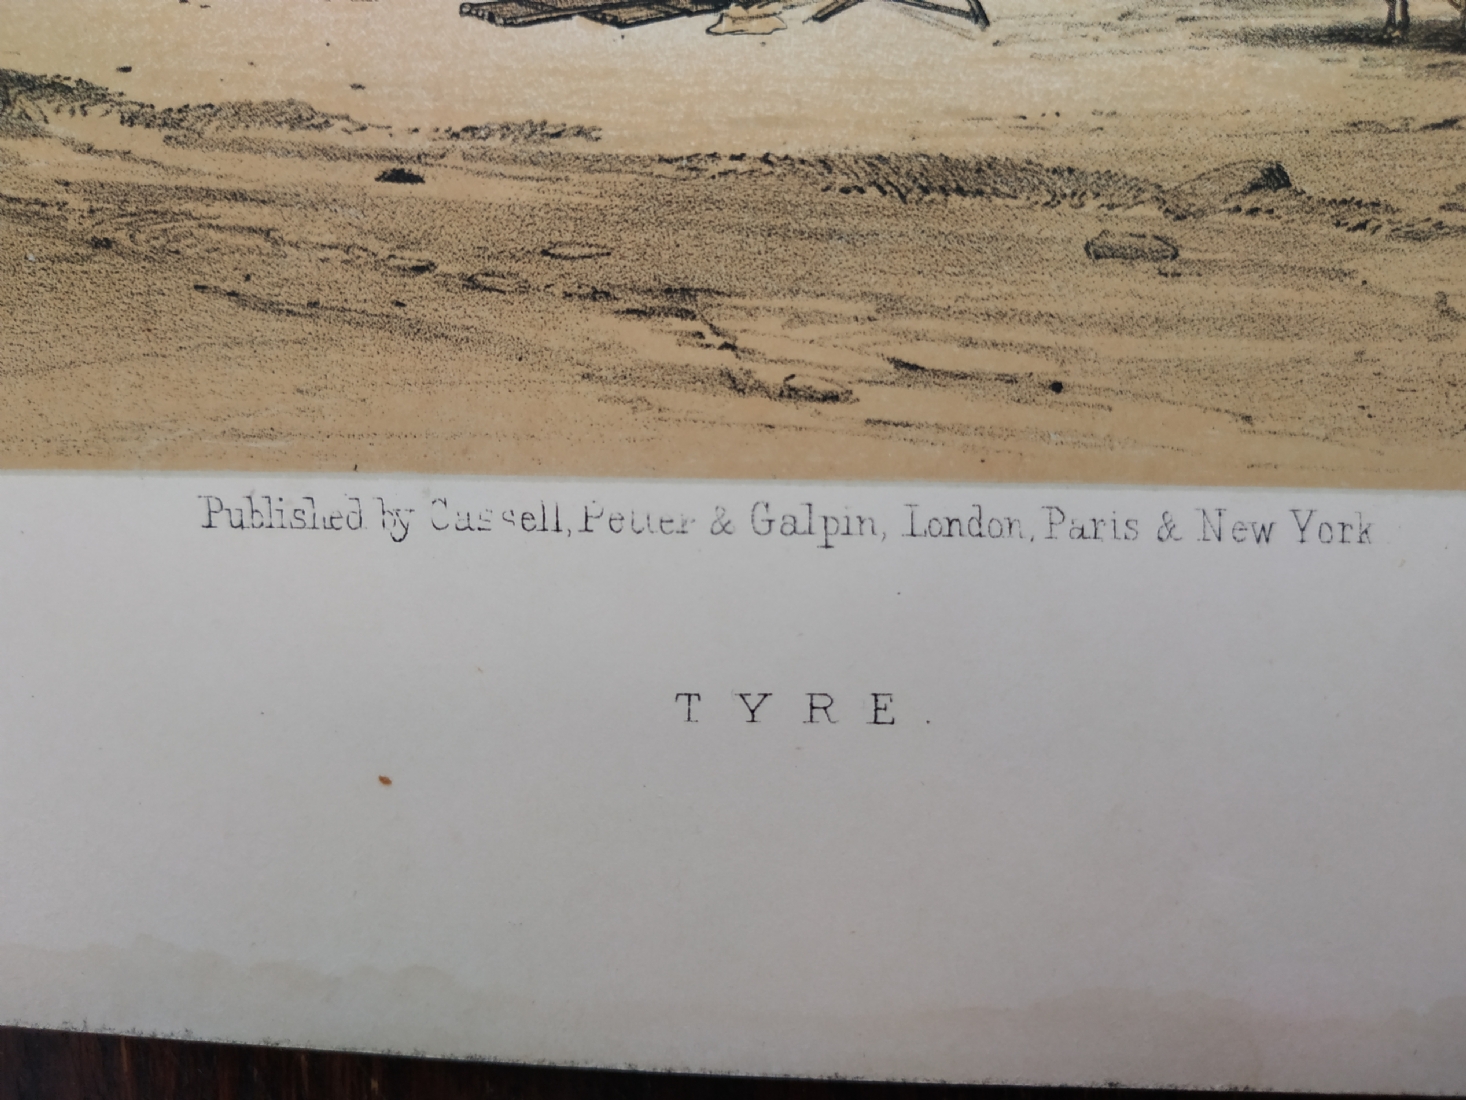 Published by Cassell, Petter & Galpin, London, Paris & New York
TYRE.